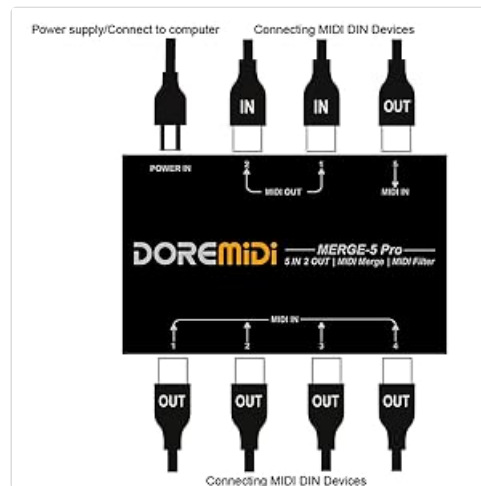 Power supply/Connect to computer
Connecting MIDI DIN Devices
IN
IN
OUT
POWER IN
2
1
5
MIDI OUT
MIDI IN
DOREMiDi
MERGE-5 Pro
5 IN 2 OUT | MIDI Merge | MIDI Filter
MIDI IN
1
2
3
4
OUT
OUT
OUT
OUT
Connecting MIDI DIN Devices